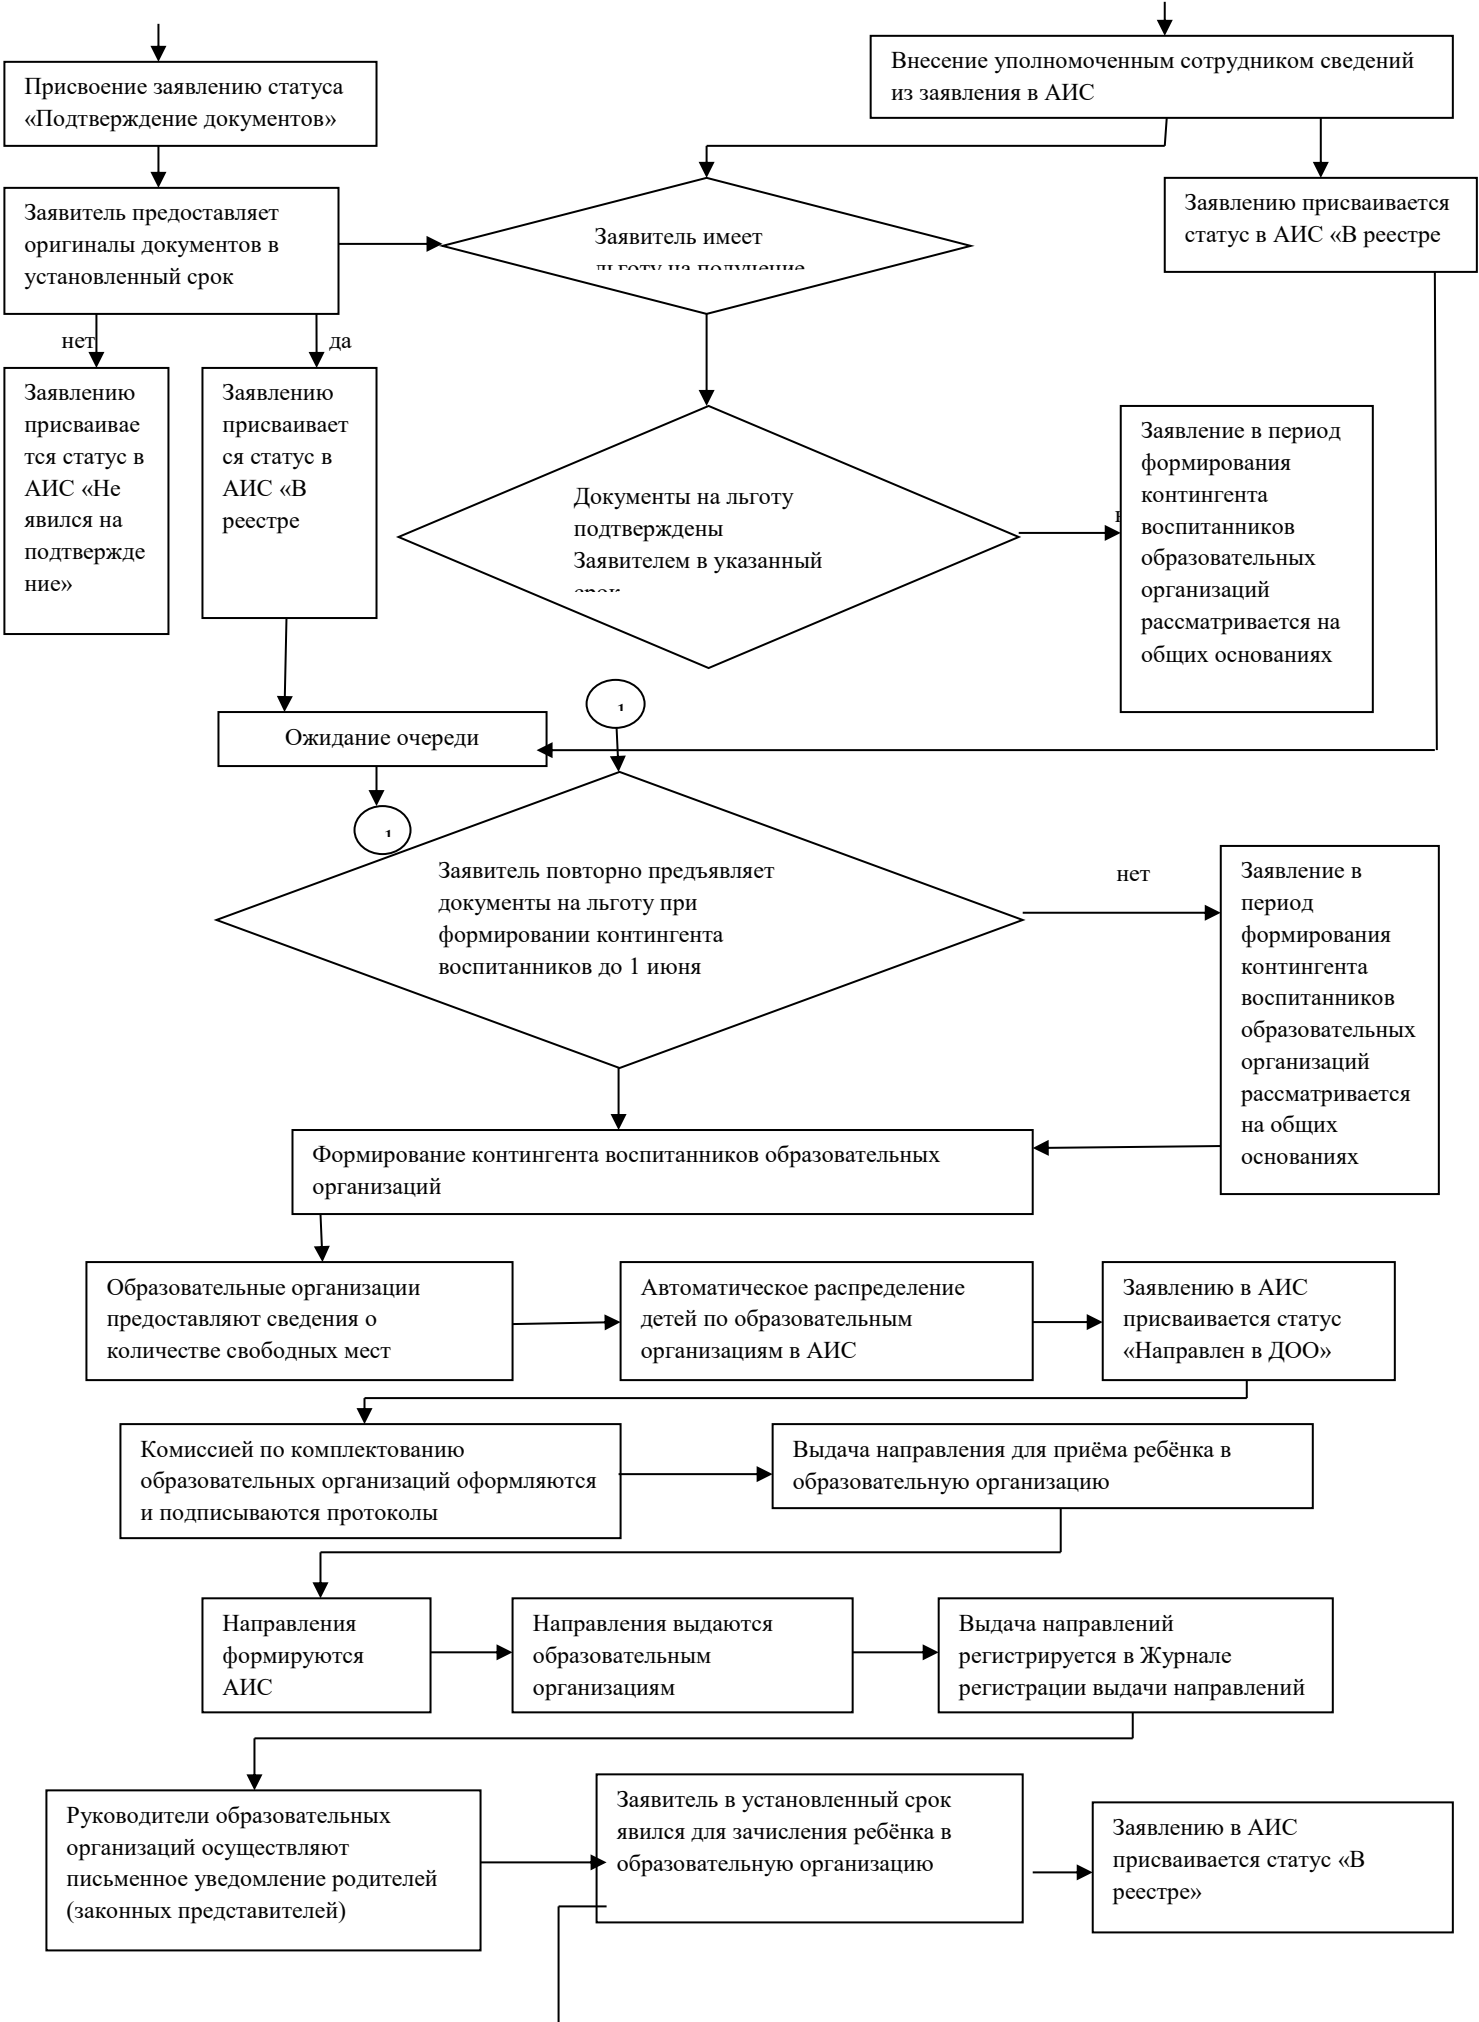 Внесение уполномоченным сотрудником сведений
из заявления в АИС
Присвоение заявлению статуса
«Подтверждение документов»
Заявитель предоставляет
оригиналы документов в
установленный срок
Заявитель имеет
льготу на получение
Заявлению присваивается
статус в АИС «В реестре
нет
да
Заявлению
присваивае
тся статус в
АИС «Не
явился на
подтвержде
ние»
Заявлению
присваивает
ся статус в
АИС «В
реестре
Документы на льготу
подтверждены
Заявителем в указанный
срок
Заявление в период
формирования
контингента
воспитанников
образовательных
организаций
рассматривается на
общих основаниях
1
Ожидание очереди
1
Заявитель повторно предъявляет
документы на льготу при
формировании контингента
воспитанников до 1 июня
нет
Заявление в
период
формирования
контингента
воспитанников
образовательных
организаций
рассматривается
на общих
основаниях
Формирование контингента воспитанников образовательных
организаций
Образовательные организации
предоставляют сведения о
количестве свободных мест
Автоматическое распределение
детей по образовательным
организациям в АИС
Заявлению в АИС
присваивается статус
«Направлен в ДОО»
Комиссией по комплектованию
образовательных организаций оформляются
и подписываются протоколы
Выдача направления для приёма ребёнка в
образовательную организацию
Направления
формируются
АИС
Направления выдаются
образовательным
организациям
Выдача направлений
регистрируется в Журнале
регистрации выдачи направлений
Руководители образовательных
организаций осуществляют
письменное уведомление родителей
(законных представителей)
Заявитель в установленный срок
явился для зачисления ребёнка в
образовательную организацию
Заявлению в АИС
присваивается статус «В
реестре»